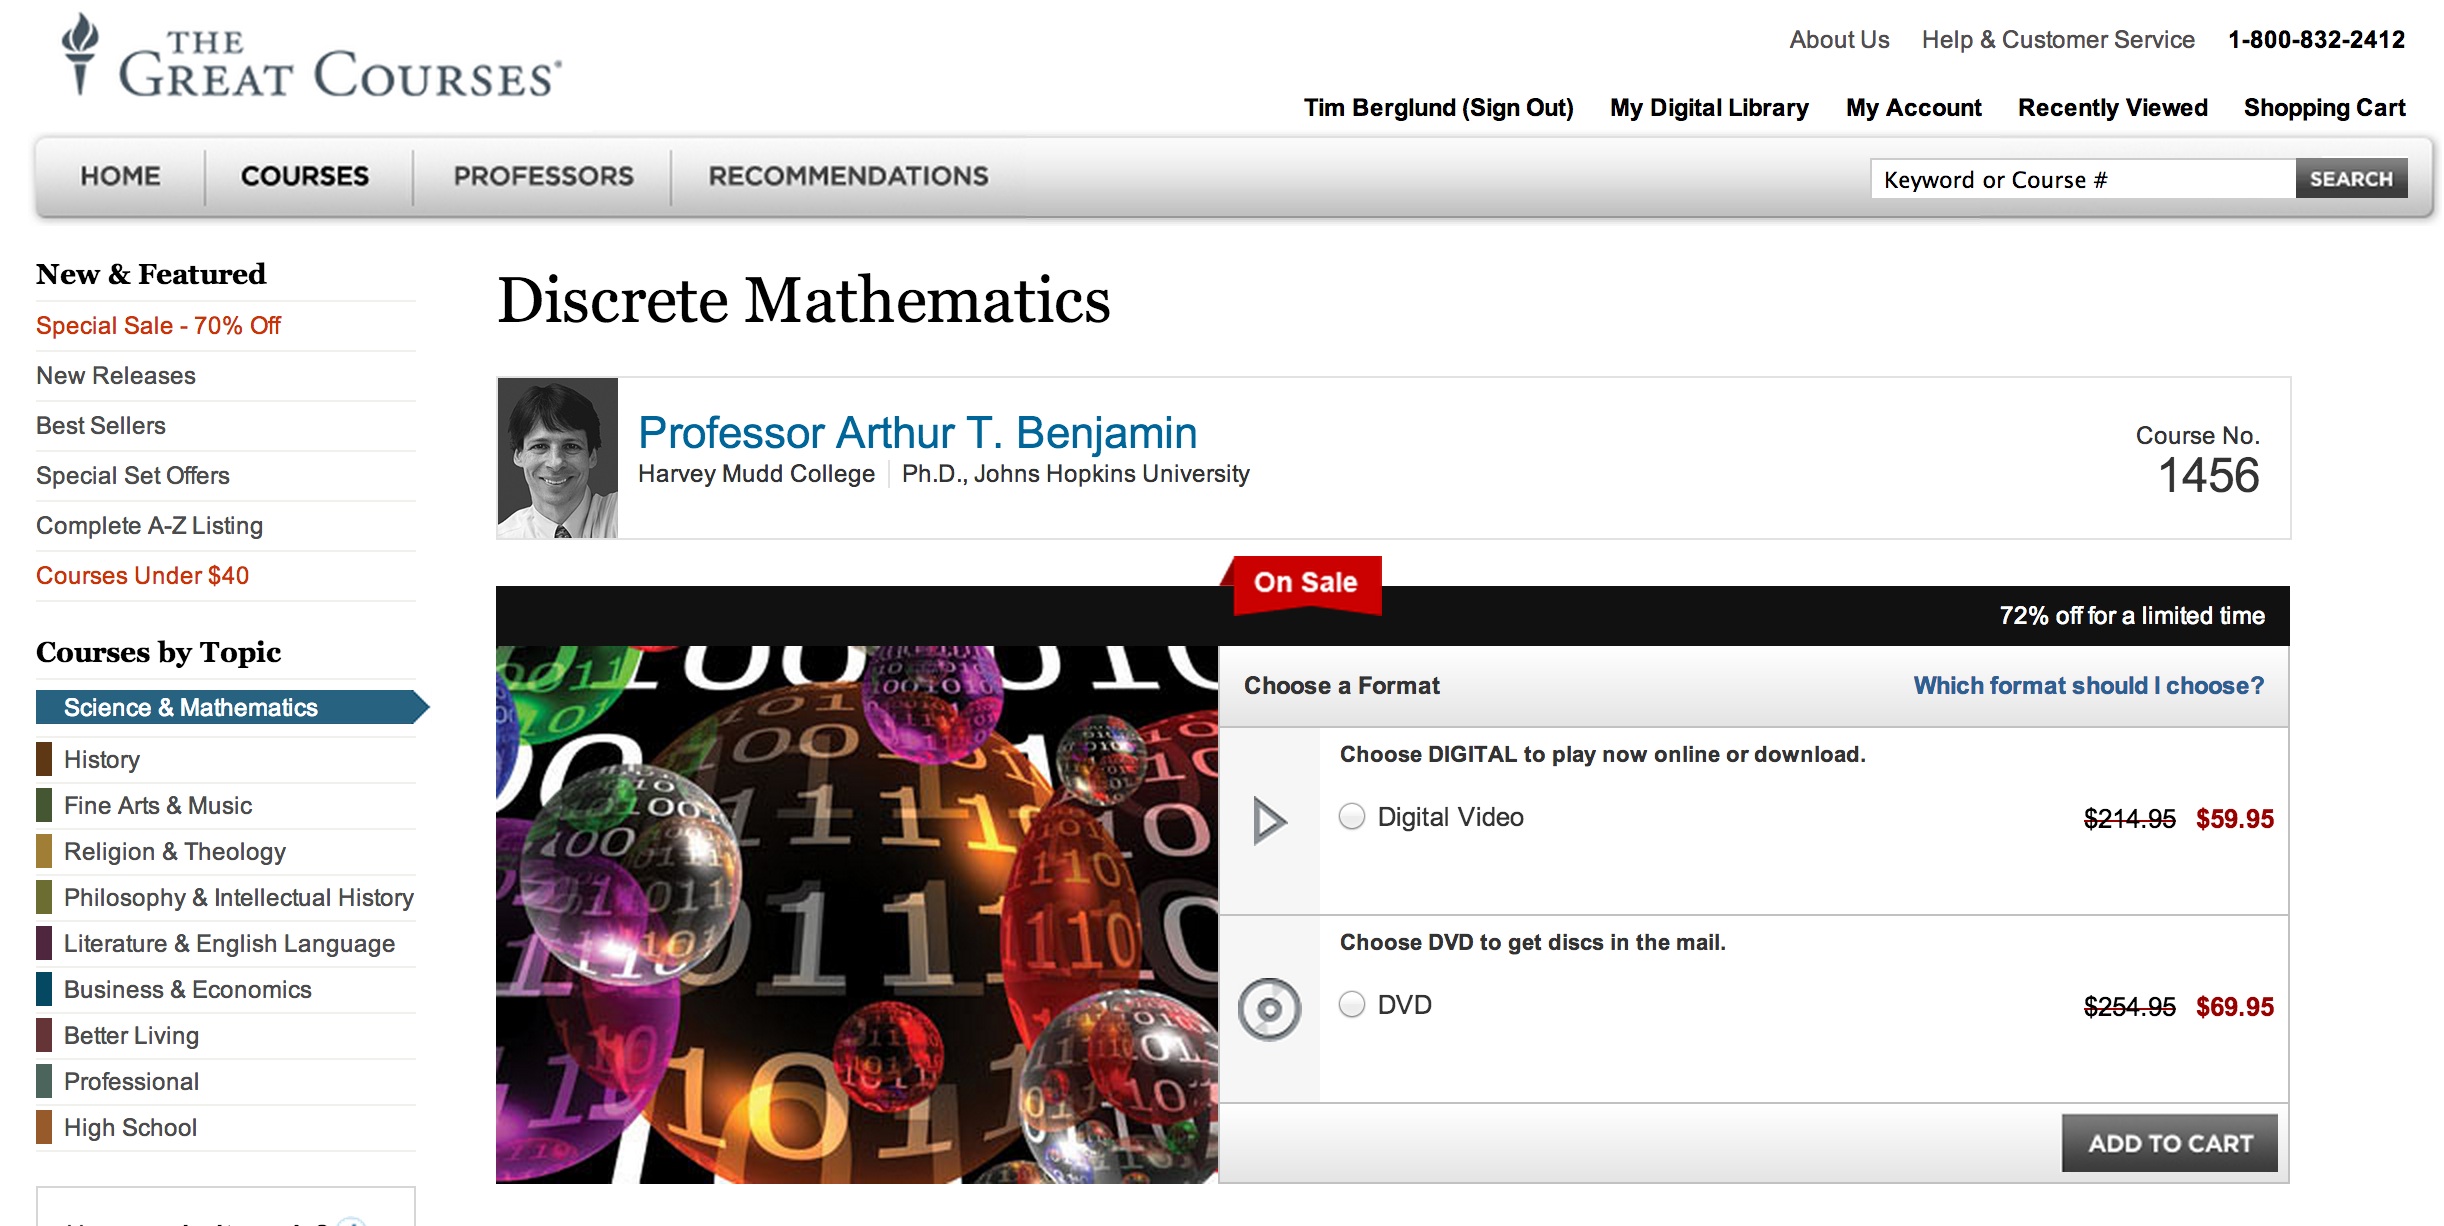 THE
GREAT COURSES
About Us Help & Customer Service 1-800-832-2412
Tim Berglund (Sign Out) My Digital Library My Account Recently Viewed Shopping Cart
HOME COURSES PROFESSORS RECOMMENDATIONS
Keyword or Course # SEARCH
New & Featured
Special Sale - 70% Off
New Releases
Best Sellers
Special Set Offers
Complete A-Z Listing
Courses Under $40
Courses by Topic
Science & Mathematics
History
Fine Arts & Music
Religion & Theology
Philosophy & Intellectual History
Literature & English Language
Business & Economics
Better Living
Professional
High School
Discrete Mathematics
Professor Arthur T. Benjamin
Harvey Mudd College Ph.D., Johns Hopkins University
Course No.
1456
On Sale
72% off for a limited time
Choose a Format Which format should I choose?
Choose DIGITAL to play now online or download.
Digital Video $214.95 $59.95
Choose DVD to get discs in the mail.
DVD $254.95 $69.95
ADD TO CART